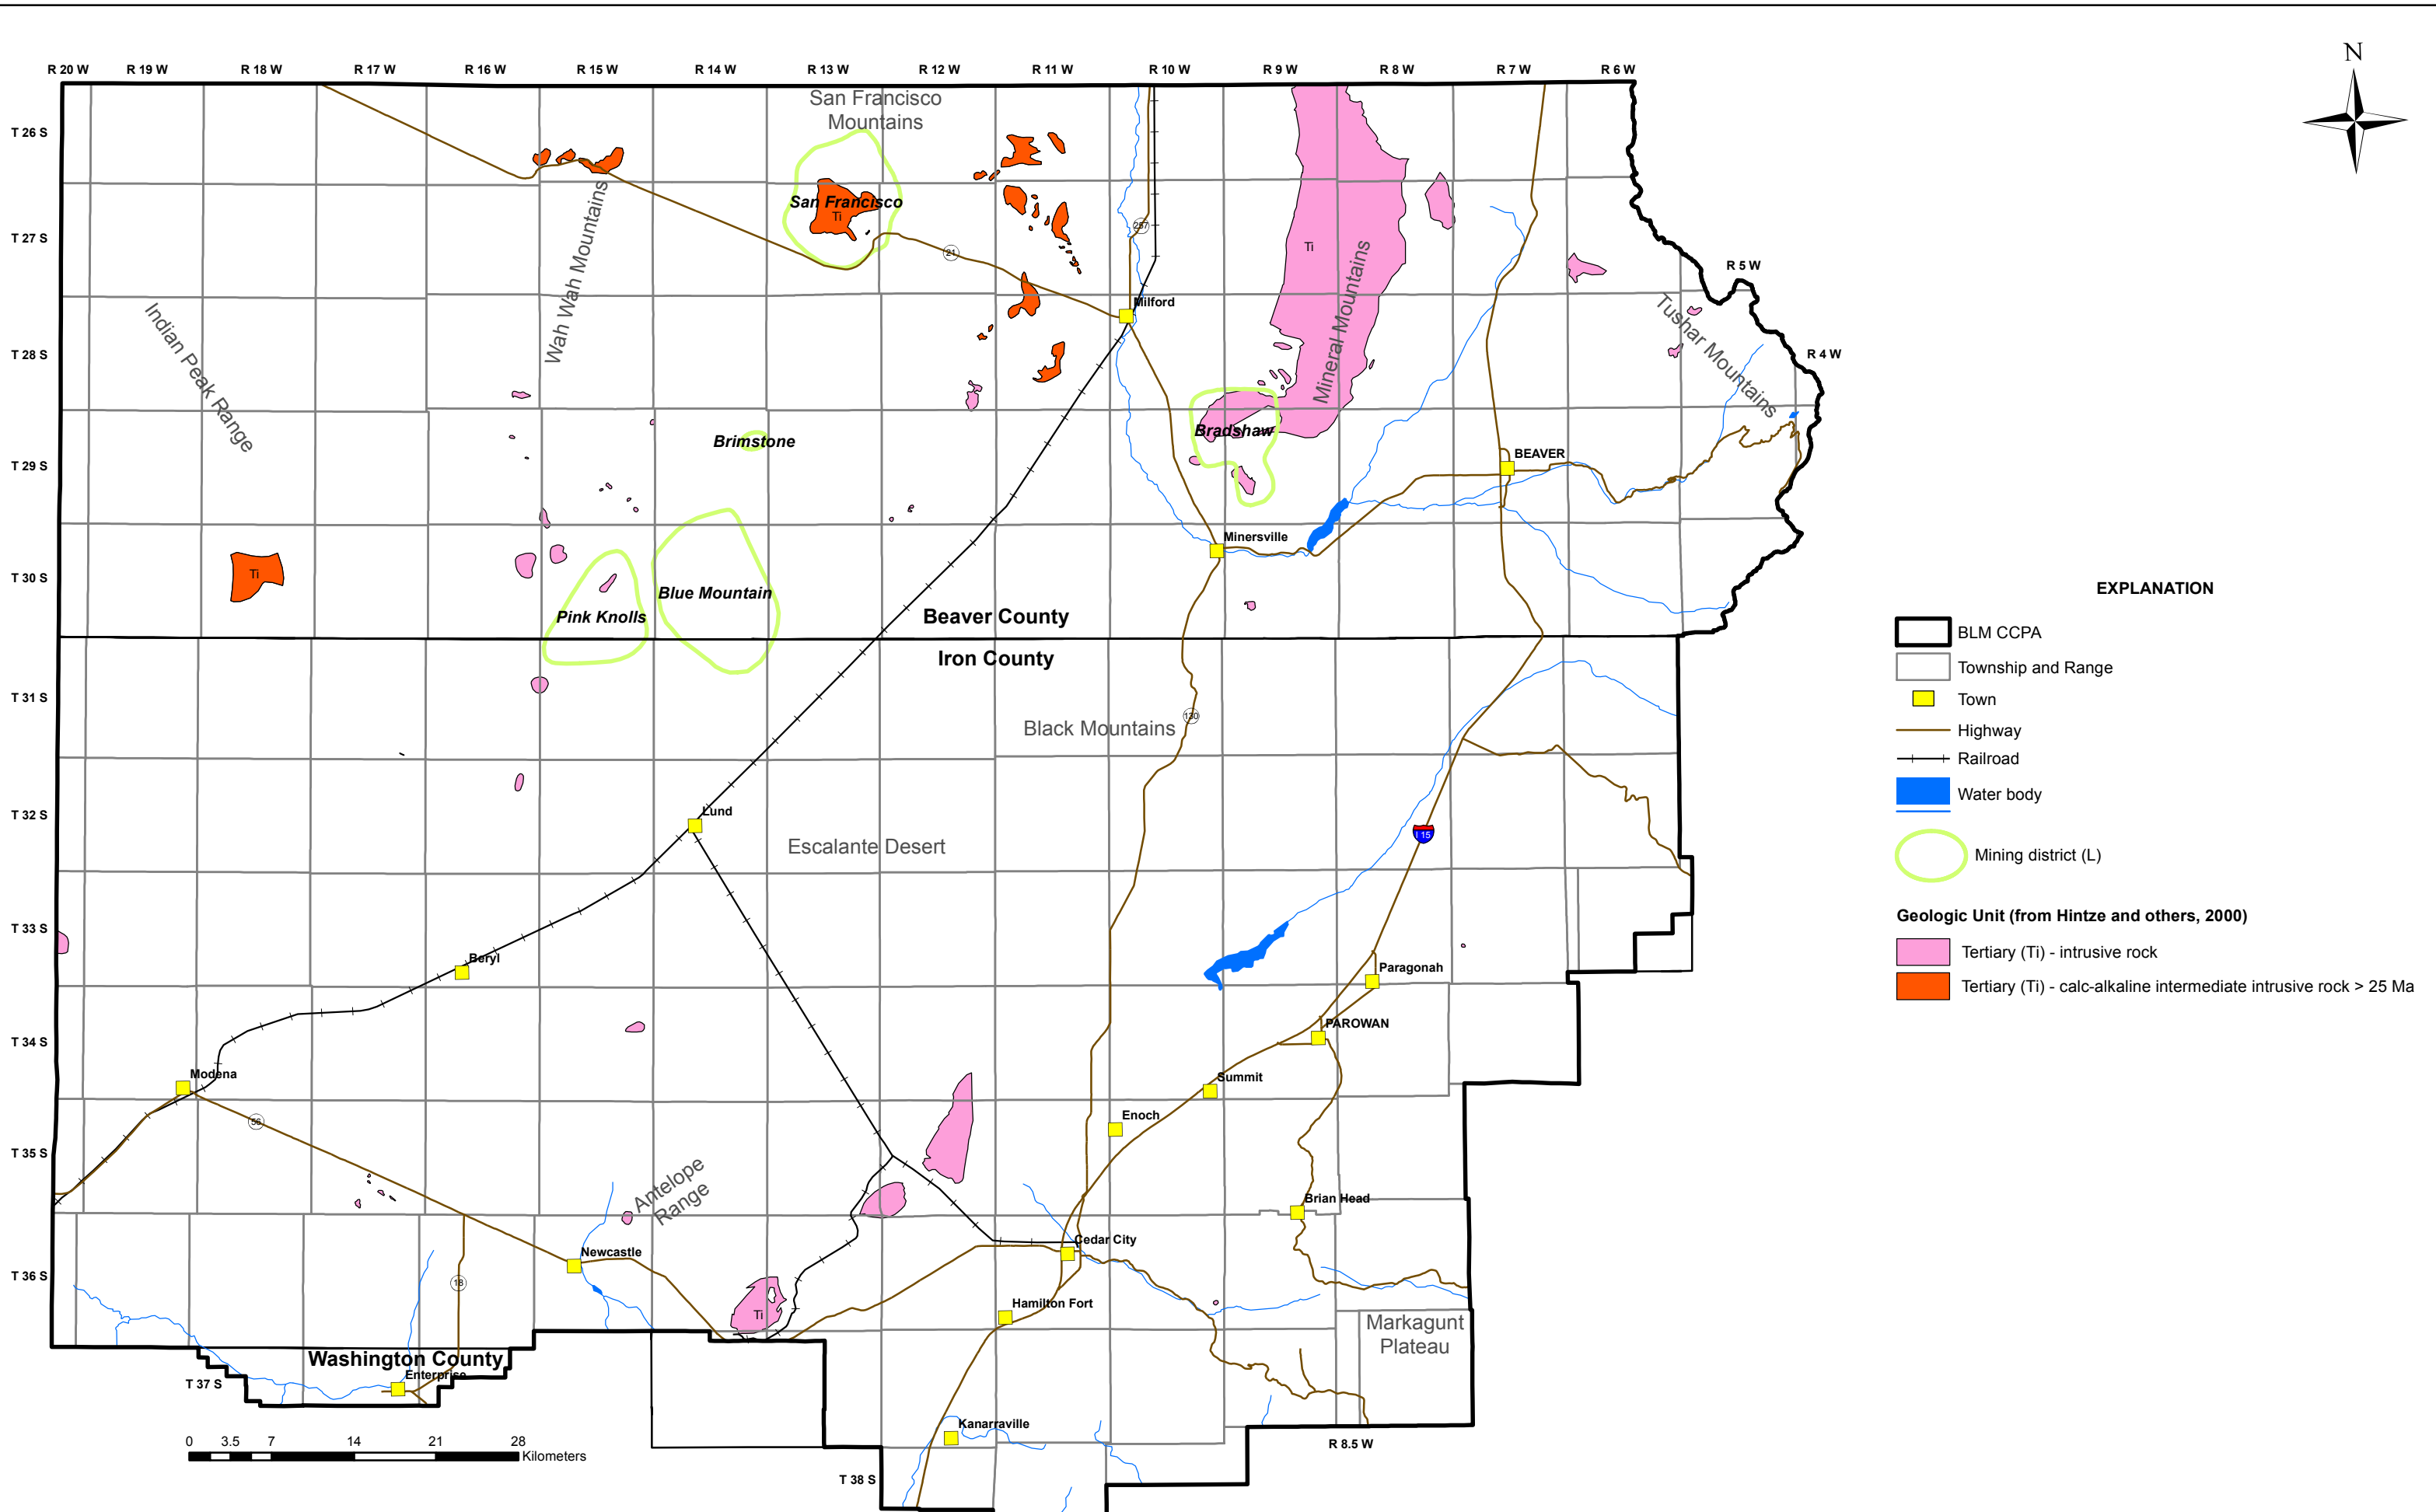 N
R 20 W R 19 W R 18 W R 17 W R 16 W R 15 W R 14 W R 13 W R 12 W R 11 W R 10 W R 9 W R 8 W R 7 W R 6 W
San Francisco
Mountains
T 26 S
San Francisco
Ti
T 27 S
257
21
Ti
R 5 W
Wah Wah Mountains
Mineral Mountains
Milford
Indian Peak Range
Tushar Mountains
T 28 S
R 4 W
Brimstone
Bradshaw
BEAVER
T 29 S
Minersville
T 30 S
Ti
Blue Mountain
Pink Knolls
Beaver County
Iron County
T 31 S
130
Black Mountains
Lund
T 32 S
Escalante Desert
I 15
T 33 S
Beryl
Paragonah
PAROWAN
T 34 S
Modena
Summit
56
Enoch
T 35 S
Antelope
Range
Brian Head
Cedar City
Newcastle
T 36 S
18
Hamilton Fort
Ti
Markagunt
Plateau
Washington County
Enterprise
T 37 S
Kanarraville
R 8.5 W
T 38 S
0 3.5 7 14 21 28
Kilometers
EXPLANATION
BLM CCPA
Township and Range
Town
Highway
Railroad
Water body
Mining district (L)
Geologic Unit (from Hintze and others, 2000)
Tertiary (Ti) - intrusive rock
Tertiary (Ti) - calc-alkaline intermediate intrusive rock > 25 Ma